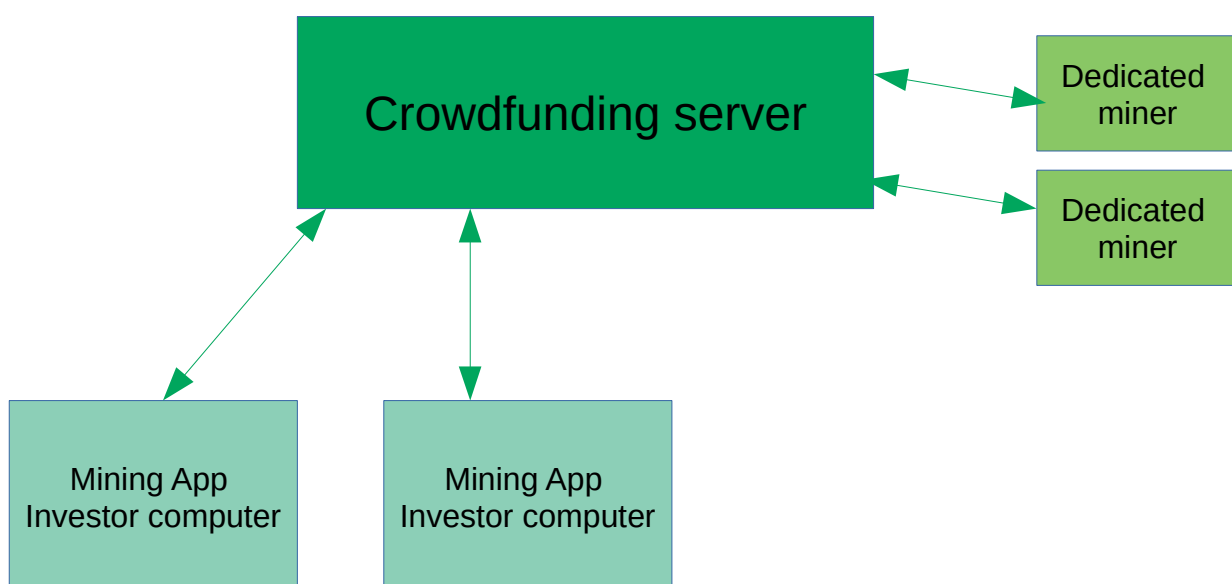 Crowdfunding server
Dedicated
miner
Dedicated
miner
Mining App
Investor computer
Mining App
Investor computer